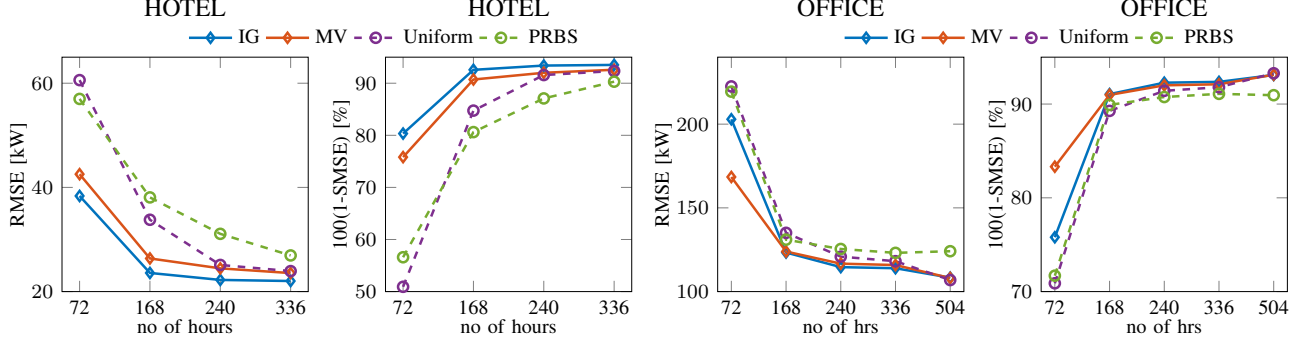 HOTEL
HOTEL
OFFICE
OFFICE
IG MV Uniform PRBS
IG MV Uniform PRBS
RMSE [kW]
60
40
20
72 168 240 336
no of hours
100(1-SMSE) [%]
90
80
70
60
50
72 168 240 336
no of hours
RMSE [kW]
200
150
100
72 168 240 336 504
no of hrs
100(1-SMSE) [%]
90
80
70
72 168 240 336 504
no of hrs